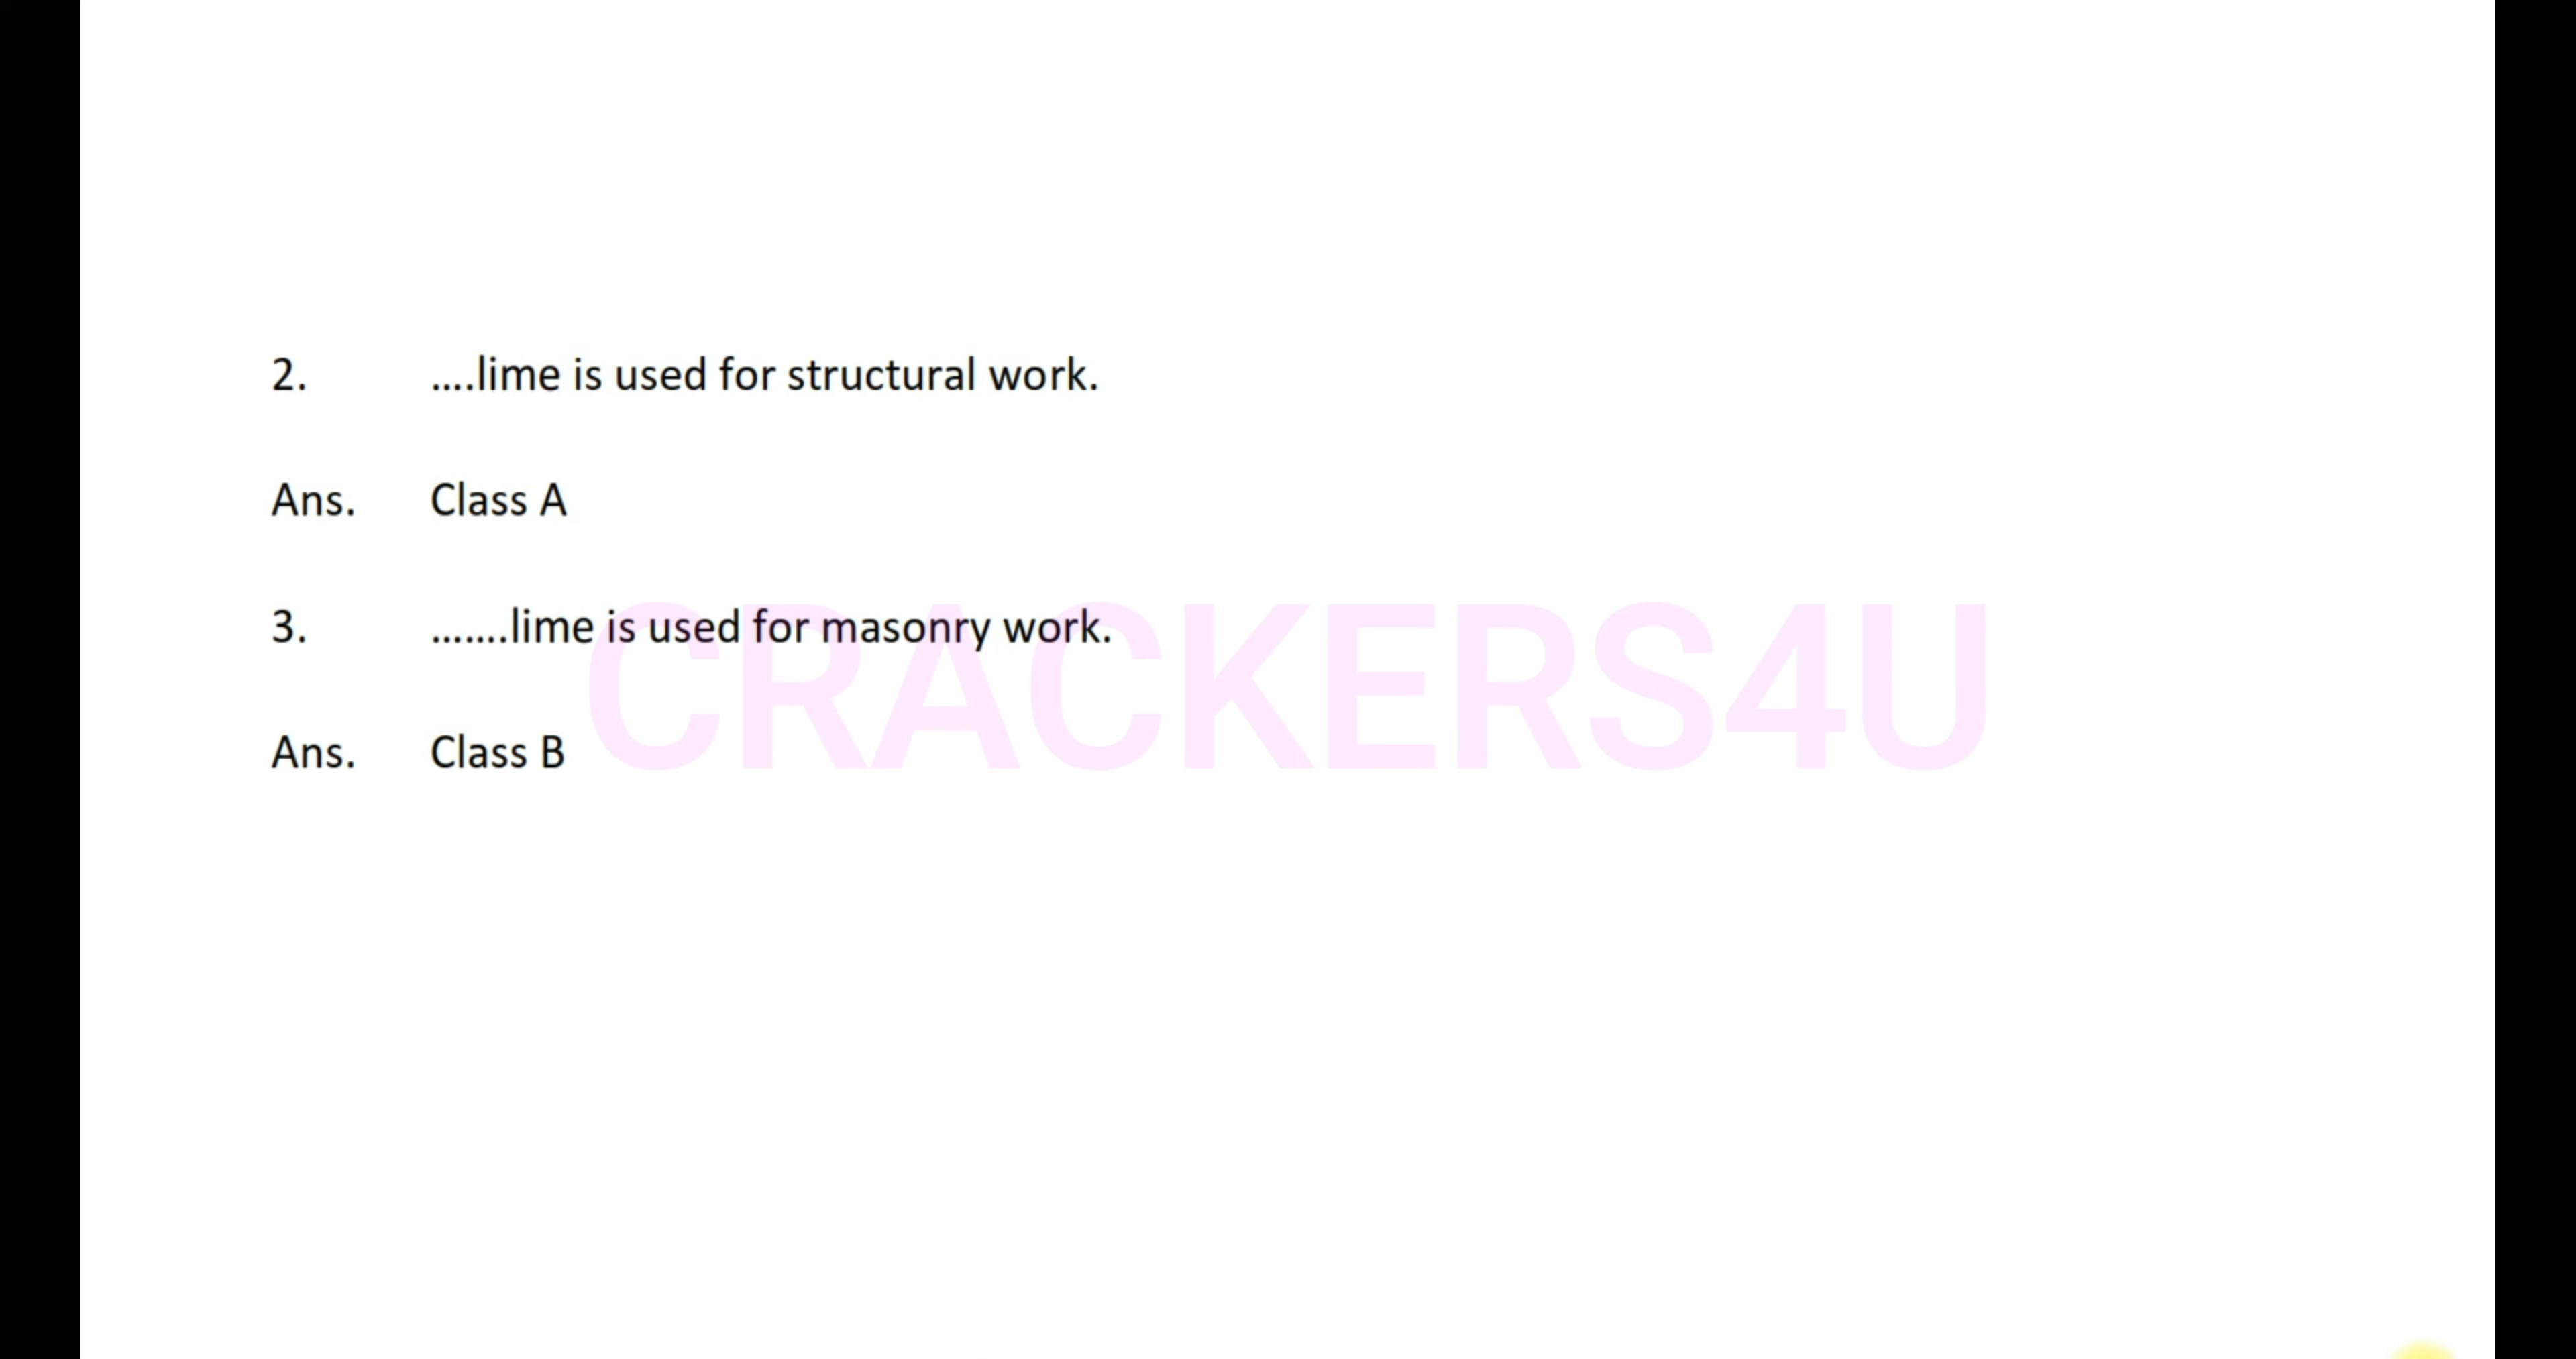 2. ....lime is used for structural work.
Ans. Class A
3. .......lime is used for masonry work.
Ans. Class B
CRACKERS4U